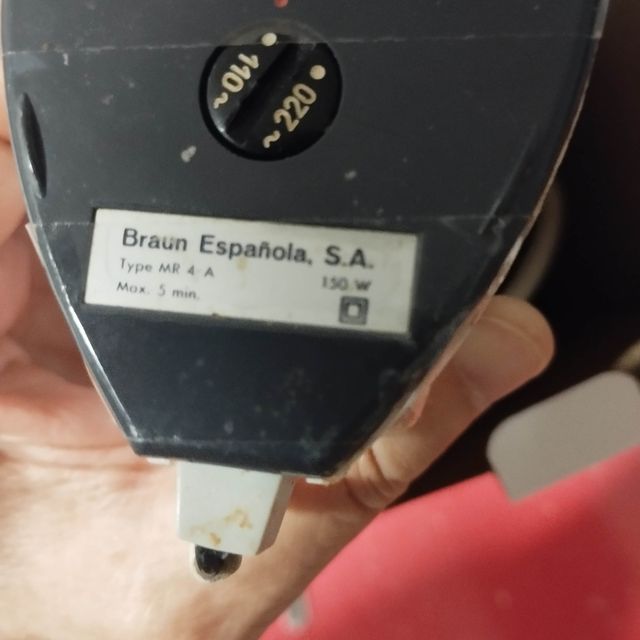 110~
~220
Braun Española, S.A.
Type MR 4 A
150 W
Max. 5 min.